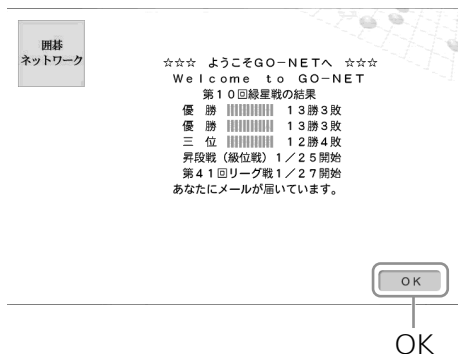 囲碁
ネットワーク
☆☆☆ ようこそGO－NETへ ☆☆☆
Ｗｅｌｃｏｍｅ ｔｏ ＧＯ－ＮＥＴ
第１０回緑星戦の結果
優 勝 １３勝３敗
優 勝 １３勝３敗
三 位 １２勝４敗
昇段戦（級位戦）１／２５開始
第４１回リーグ戦１／２７開始
あなたにメールが届いています。
ＯＫ
OK